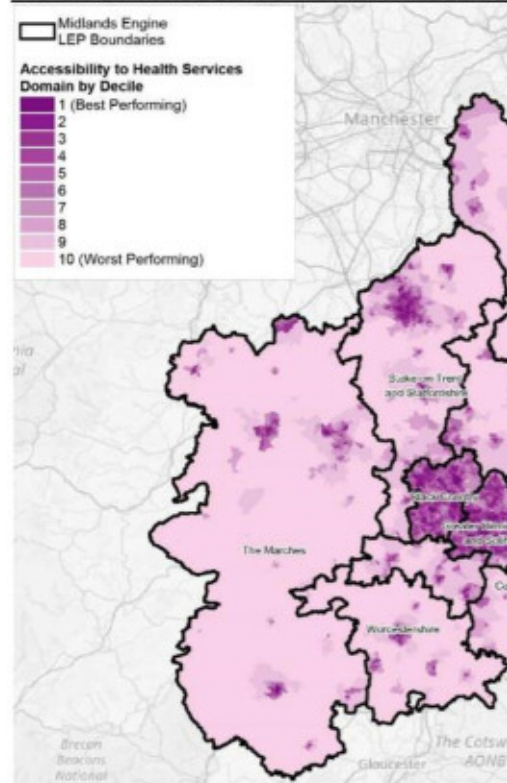 Midlands Engine
LEP Boundaries
Accessibility to Health Services
Domain by Decile
1 (Best Performing)
2
3
4
5
6
7
8
9
10 (Worst Performing)
Manchester
Stoke-on-Trent
and Staffordshire
Black Country
The Marches
Worcestershire
Brecon
Beacons
National
Gloucester
The Cotsw
AONB